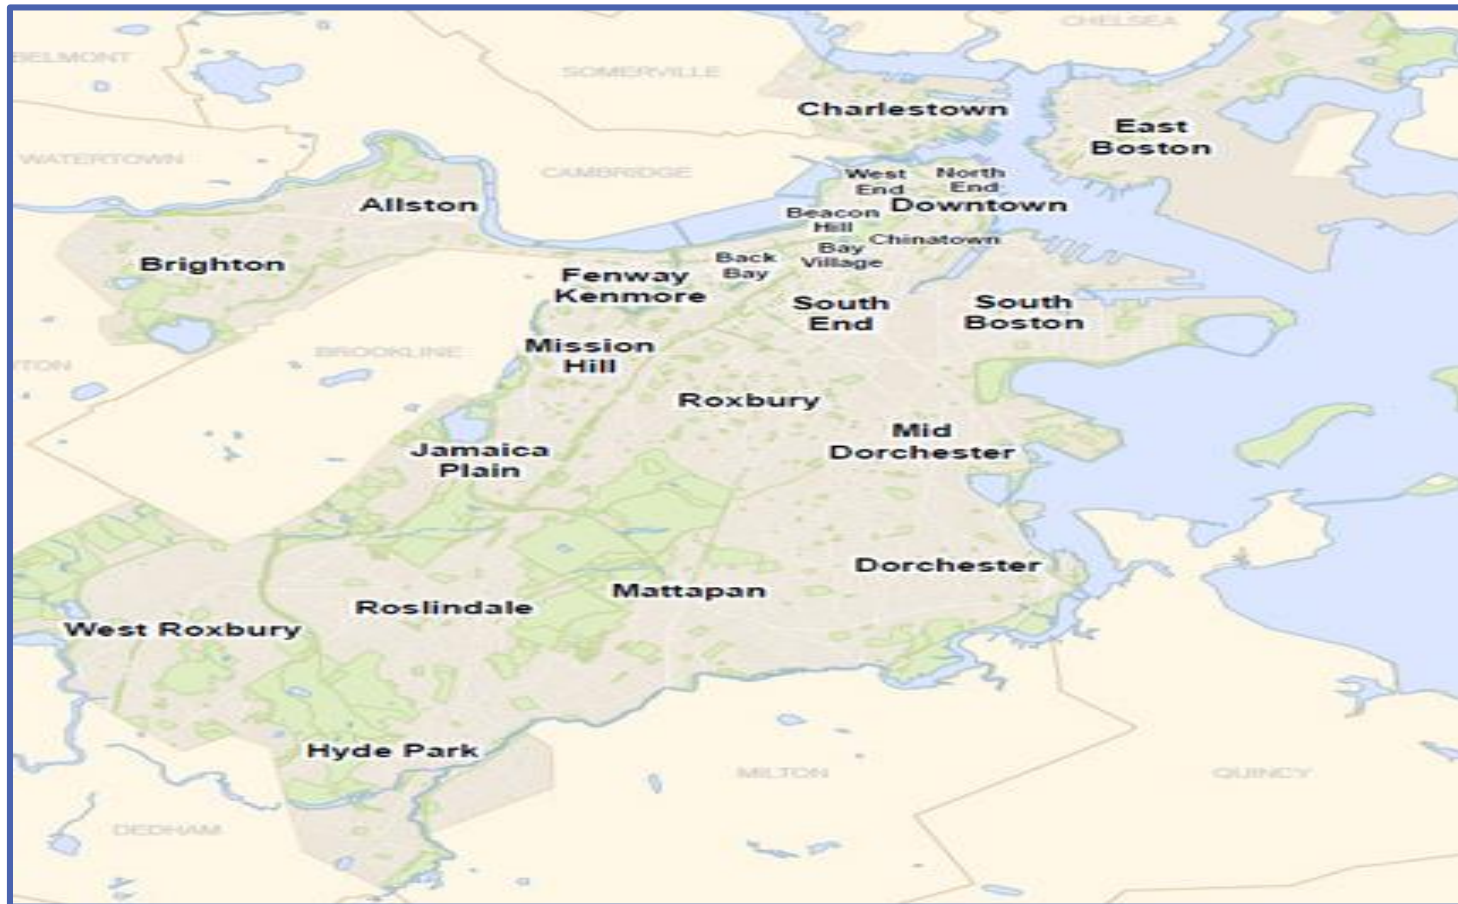 CHELSEA
BELMONT
SOMERVILLE
Charlestown
East
Boston
WATERTOWN
CAMBRIDGE
West
End
North
End
Allston
Downtown
Beacon
Hill
Chinatown
Bay
Village
Back
Bay
Brighton
Fenway
Kenmore
South
End
South
Boston
Mission
Hill
BROOKLINE
TON
Roxbury
Mid
Dorchester
Jamaica
Plain
Dorchester
Mattapan
Roslindale
West Roxbury
Hyde Park
MILTON
QUINCY
DEDHAM